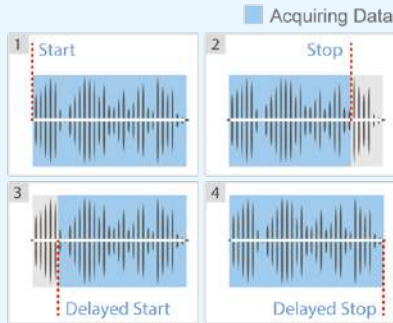 Acquiring Data
1 Start
2 Stop
3
Delayed Start
4
Delayed Stop